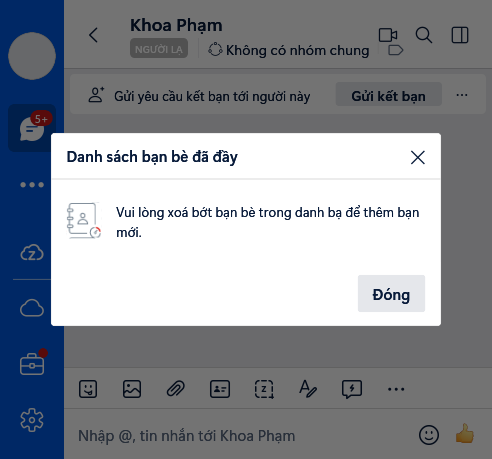 Khoa Phạm
NGƯỜI LẠ
Không có nhóm chung
5+
Gửi yêu cầu kết bạn tới người này
Gửi kết bạn
Danh sách bạn bè đã đầy
Vui lòng xoá bớt bạn bè trong danh bạ để thêm bạn
mới.
Đóng
Z
Z
Nhập @, tin nhắn tới Khoa Phạm